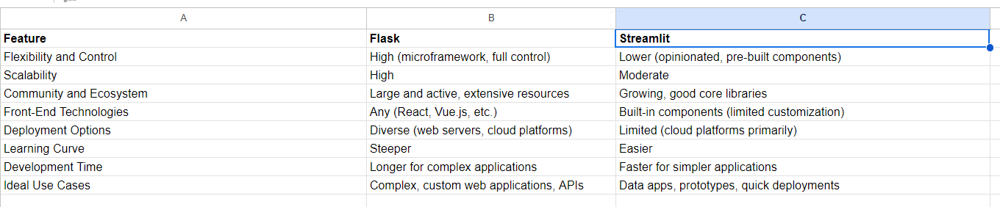 A B C
Feature Flask Streamlit
Flexibility and Control High (microframework, full control) Lower (opinionated, pre-built components)
Scalability High Moderate
Community and Ecosystem Large and active, extensive resources Growing, good core libraries
Front-End Technologies Any (React, Vue.js, etc.) Built-in components (limited customization)
Deployment Options Diverse (web servers, cloud platforms) Limited (cloud platforms primarily)
Learning Curve Steeper Easier
Development Time Longer for complex applications Faster for simpler applications
Ideal Use Cases Complex, custom web applications, APIs Data apps, prototypes, quick deployments